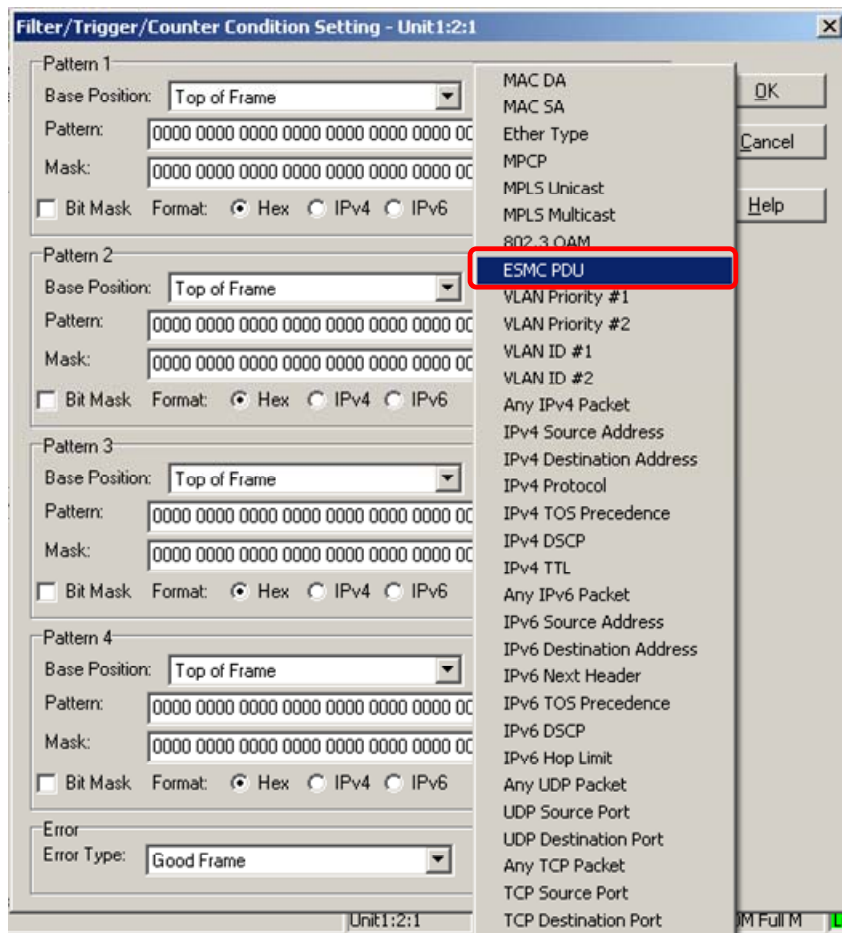 Filter/Trigger/Counter Condition Setting - Unit1:2:1
Pattern 1
Base Position: Top of Frame
Pattern: 0000 0000 0000 0000 0000 0000 0000 00
Mask: 0000 0000 0000 0000 0000 0000 0000 00
Bit Mask Format: Hex IPv4 IPv6
Pattern 2
Base Position: Top of Frame
Pattern: 0000 0000 0000 0000 0000 0000 0000 00
Mask: 0000 0000 0000 0000 0000 0000 0000 00
Bit Mask Format: Hex IPv4 IPv6
Pattern 3
Base Position: Top of Frame
Pattern: 0000 0000 0000 0000 0000 0000 0000 00
Mask: 0000 0000 0000 0000 0000 0000 0000 00
Bit Mask Format: Hex IPv4 IPv6
Pattern 4
Base Position: Top of Frame
Pattern: 0000 0000 0000 0000 0000 0000 0000 00
Mask: 0000 0000 0000 0000 0000 0000 0000 00
Bit Mask Format: Hex IPv4 IPv6
Error
Error Type: Good Frame
MAC DA
MAC SA
Ether Type
MPCP
MPLS Unicast
MPLS Multicast
802.3 OAM
ESMC PDU
VLAN Priority #1
VLAN Priority #2
VLAN ID #1
VLAN ID #2
Any IPv4 Packet
IPv4 Source Address
IPv4 Destination Address
IPv4 Protocol
IPv4 TOS Precedence
IPv4 DSCP
IPv4 TTL
Any IPv6 Packet
IPv6 Source Address
IPv6 Destination Address
IPv6 Next Header
IPv6 TOS Precedence
IPv6 DSCP
IPv6 Hop Limit
Any UDP Packet
UDP Source Port
UDP Destination Port
Any TCP Packet
TCP Source Port
TCP Destination Port
OK
Cancel
Help
Unit1:2:1
M Full M